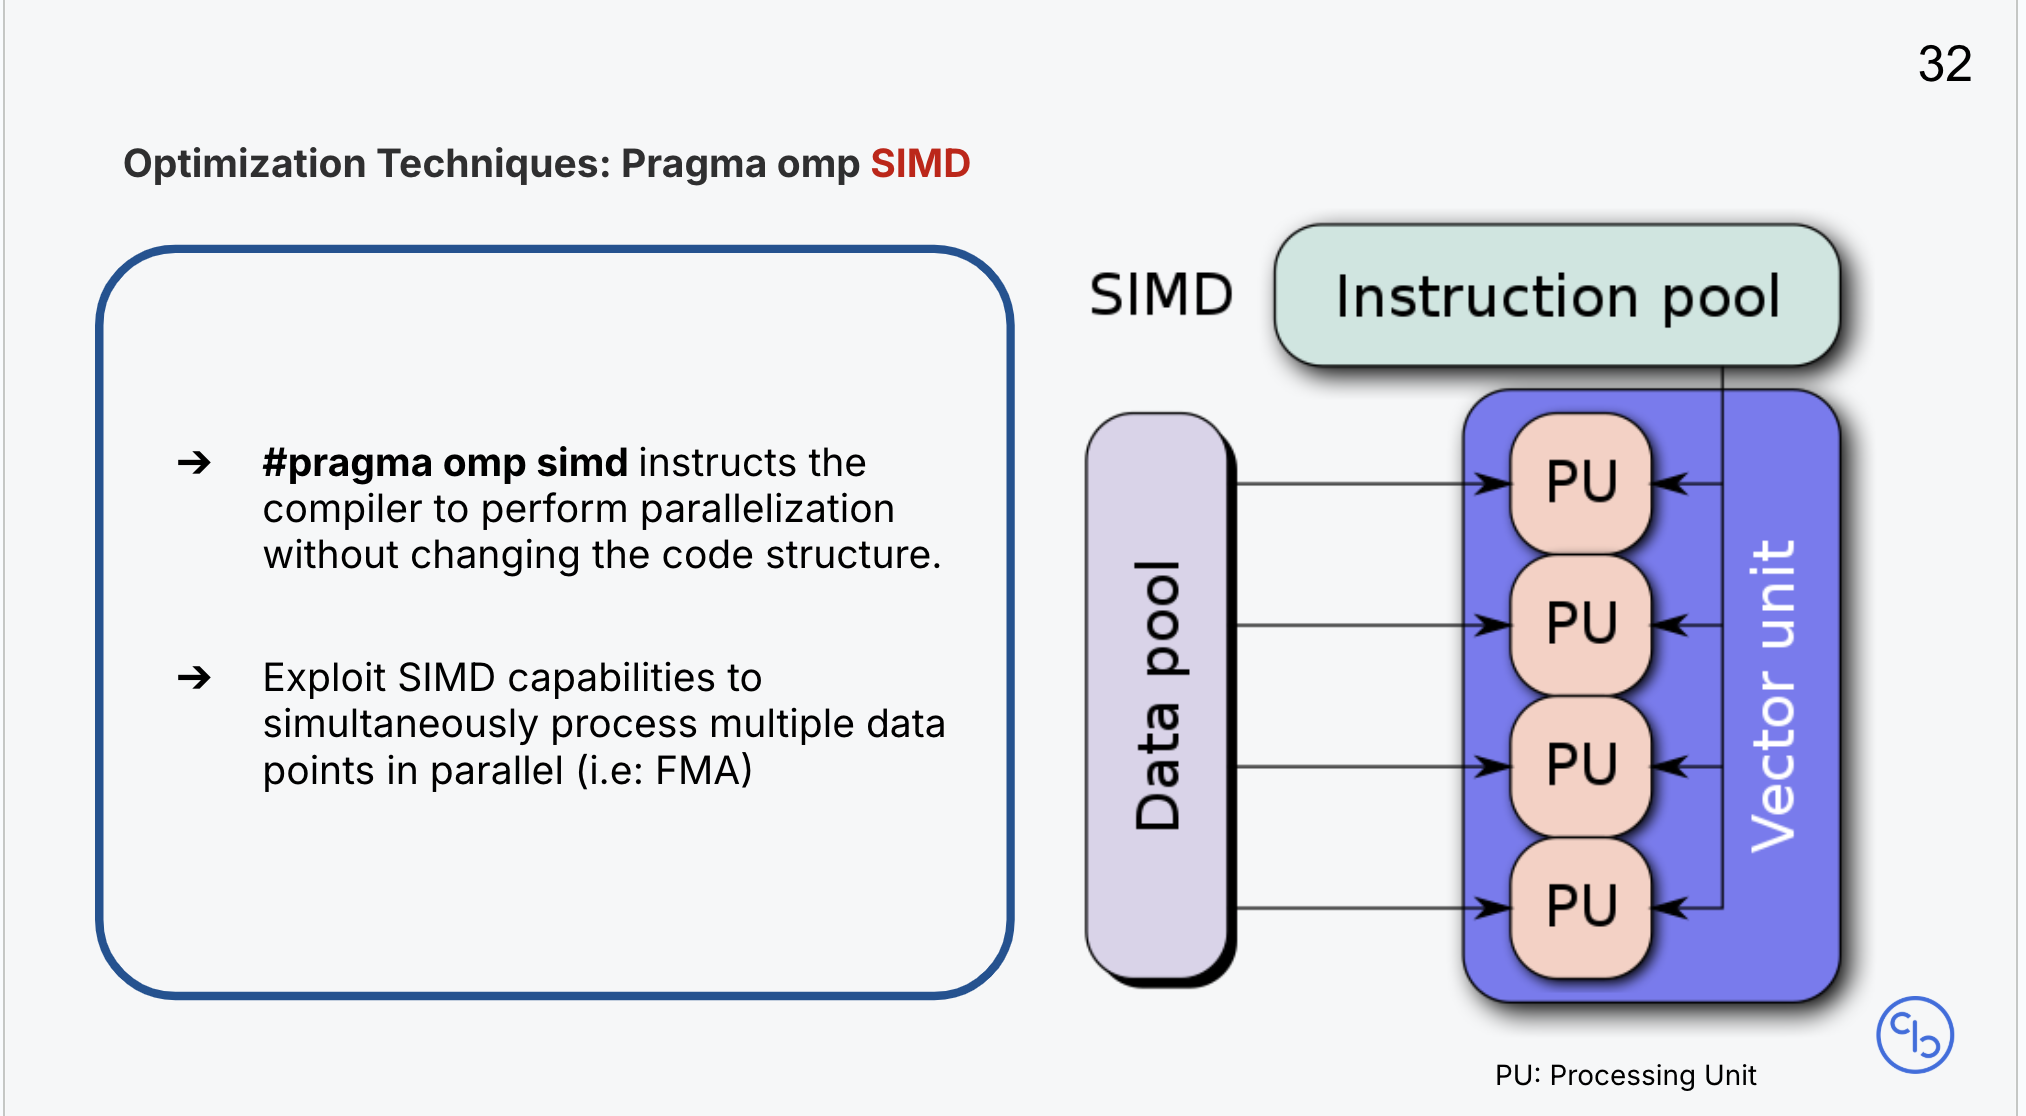 32
Optimization Techniques: Pragma omp SIMD
➔ #pragma omp simd instructs the
compiler to perform parallelization
without changing the code structure.
➔ Exploit SIMD capabilities to
simultaneously process multiple data
points in parallel (i.e: FMA)
SIMD
Instruction pool
Data pool
PU
PU
PU
PU
Vector unit
PU: Processing Unit